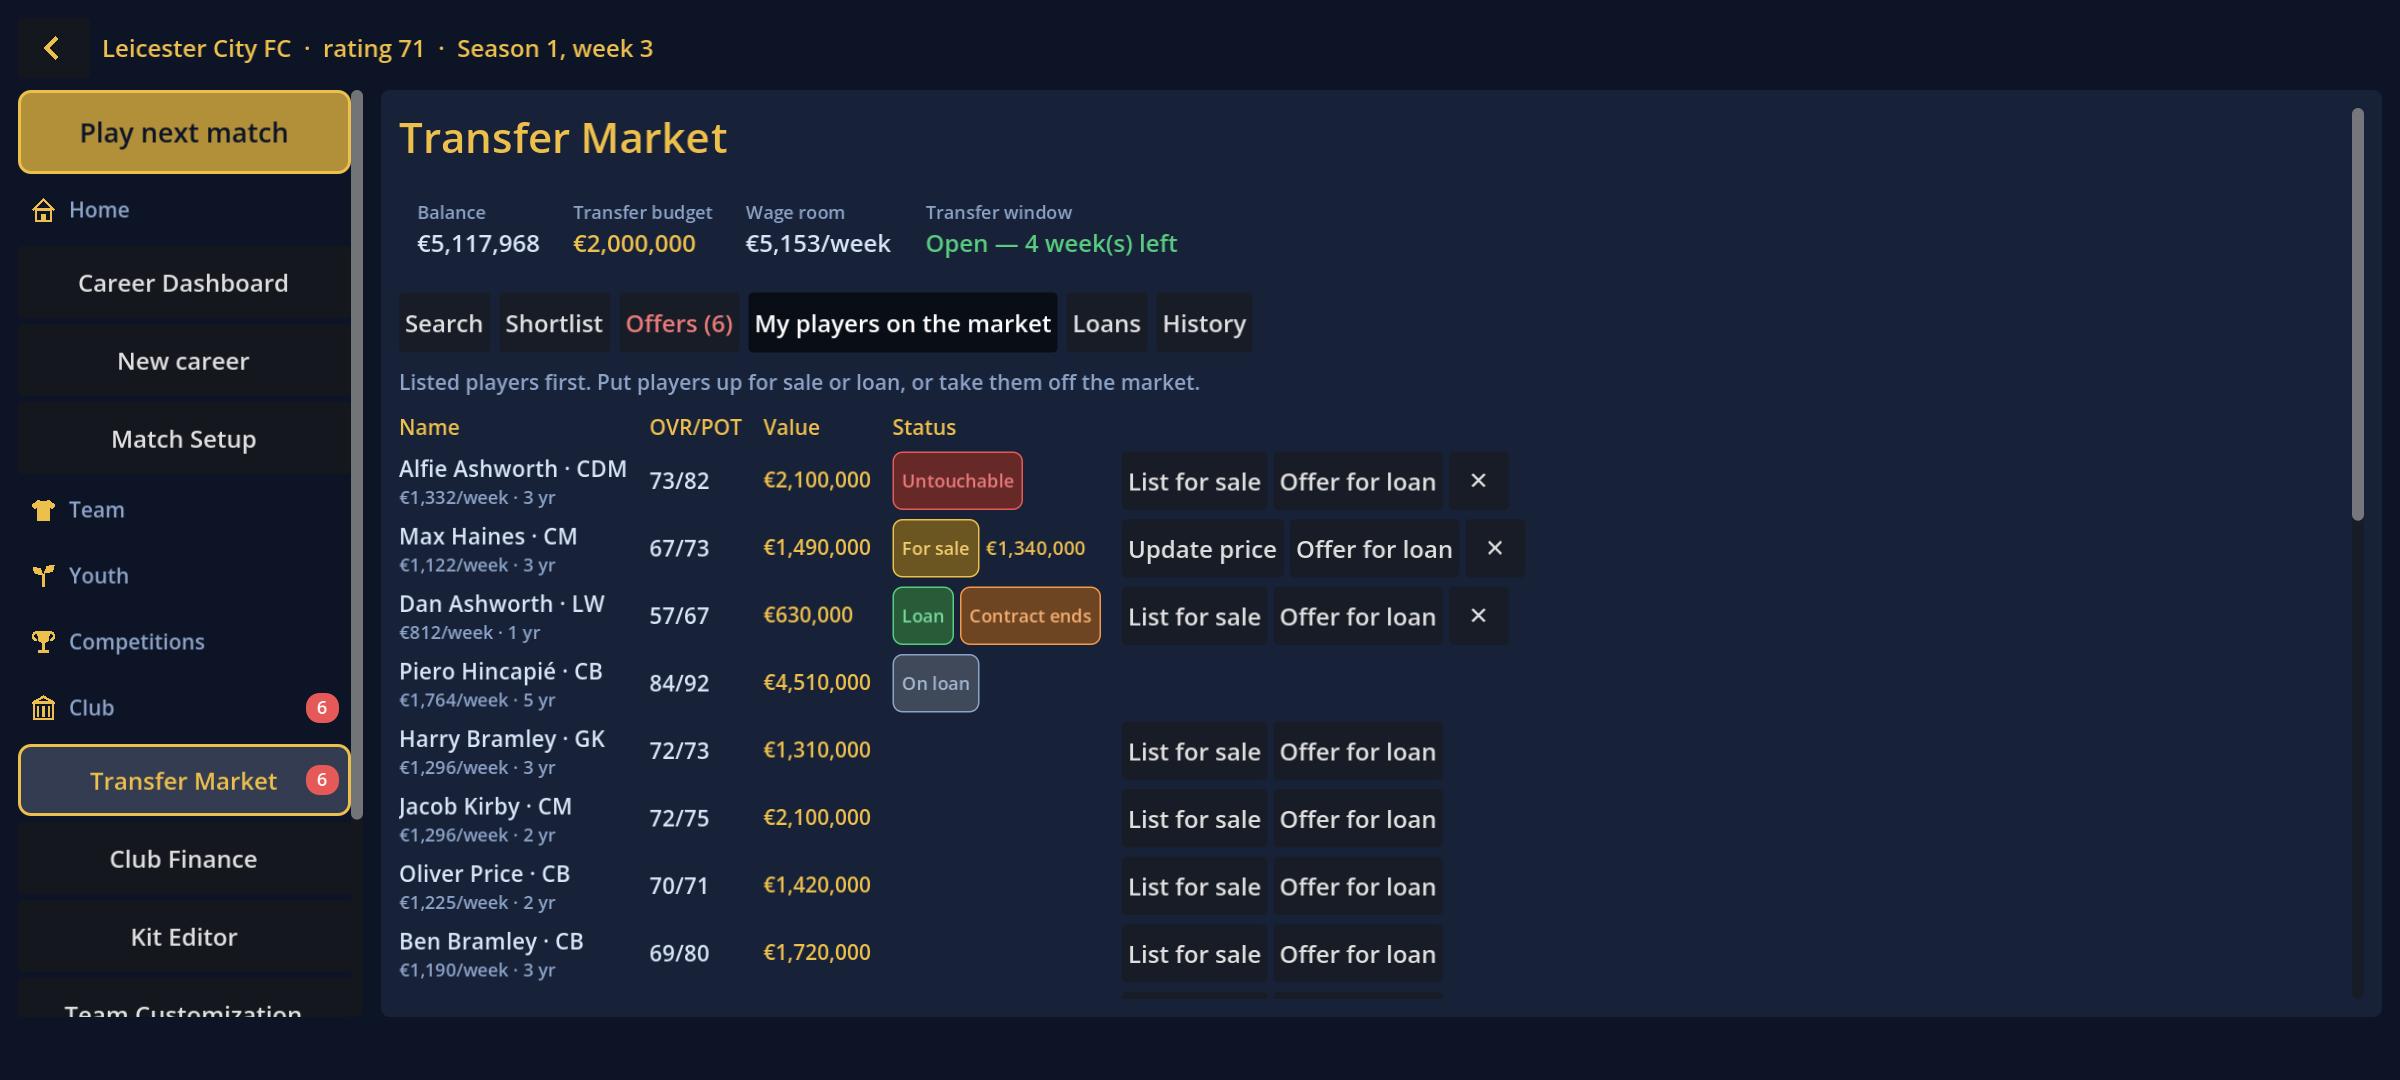 Leicester City FC · rating 71 · Season 1, week 3
Play next match
Home
Career Dashboard
New career
Match Setup
Team
Youth
Competitions
Club 6
Transfer Market 6
Club Finance
Kit Editor
Team Customization
Transfer Market
Balance Transfer budget Wage room Transfer window
€5,117,968 €2,000,000 €5,153/week Open — 4 week(s) left
Search Shortlist Offers (6) My players on the market Loans History
Listed players first. Put players up for sale or loan, or take them off the market.
Name OVR/POT Value Status
Alfie Ashworth · CDM 73/82 €2,100,000 Untouchable List for sale Offer for loan ✕
€1,332/week · 3 yr
Max Haines · CM 67/73 €1,490,000 For sale €1,340,000 Update price Offer for loan ✕
€1,122/week · 3 yr
Dan Ashworth · LW 57/67 €630,000 Loan Contract ends List for sale Offer for loan ✕
€812/week · 1 yr
Piero Hincapié · CB 84/92 €4,510,000 On loan
€1,764/week · 5 yr
Harry Bramley · GK 72/73 €1,310,000 List for sale Offer for loan
€1,296/week · 3 yr
Jacob Kirby · CM 72/75 €2,100,000 List for sale Offer for loan
€1,296/week · 2 yr
Oliver Price · CB 70/71 €1,420,000 List for sale Offer for loan
€1,225/week · 2 yr
Ben Bramley · CB 69/80 €1,720,000 List for sale Offer for loan
€1,190/week · 3 yr